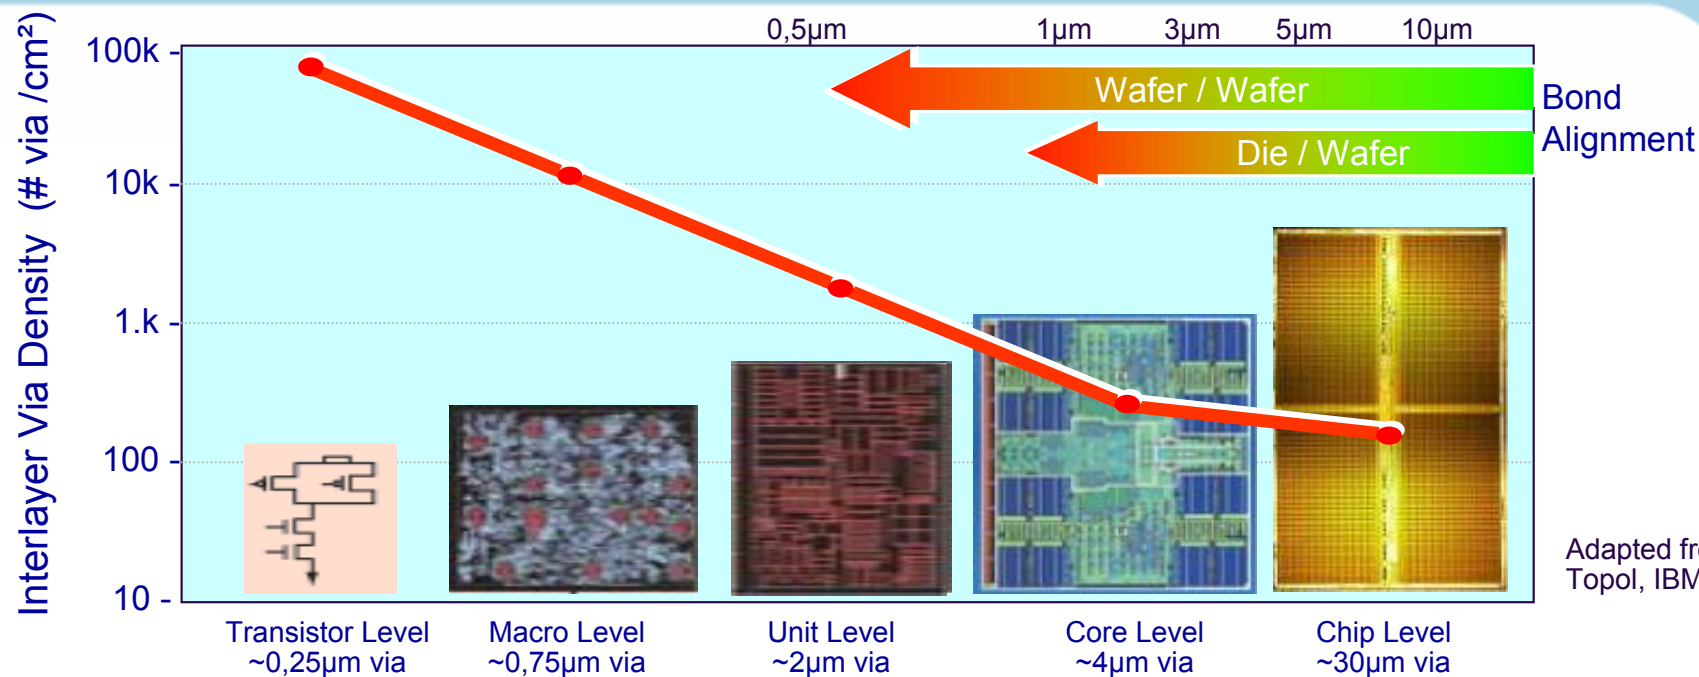 Interlayer Via Density (# via /cm²)
100k -
10k -
1.k -
100 -
10 -
0,5µm
1µm
3µm
5µm
10µm
Wafer / Wafer
Die / Wafer
Bond
Alignment
Transistor Level
~0,25µm via
Macro Level
~0,75µm via
Unit Level
~2µm via
Core Level
~4µm via
Chip Level
~30µm via
Adapted fr
Topol, IBM